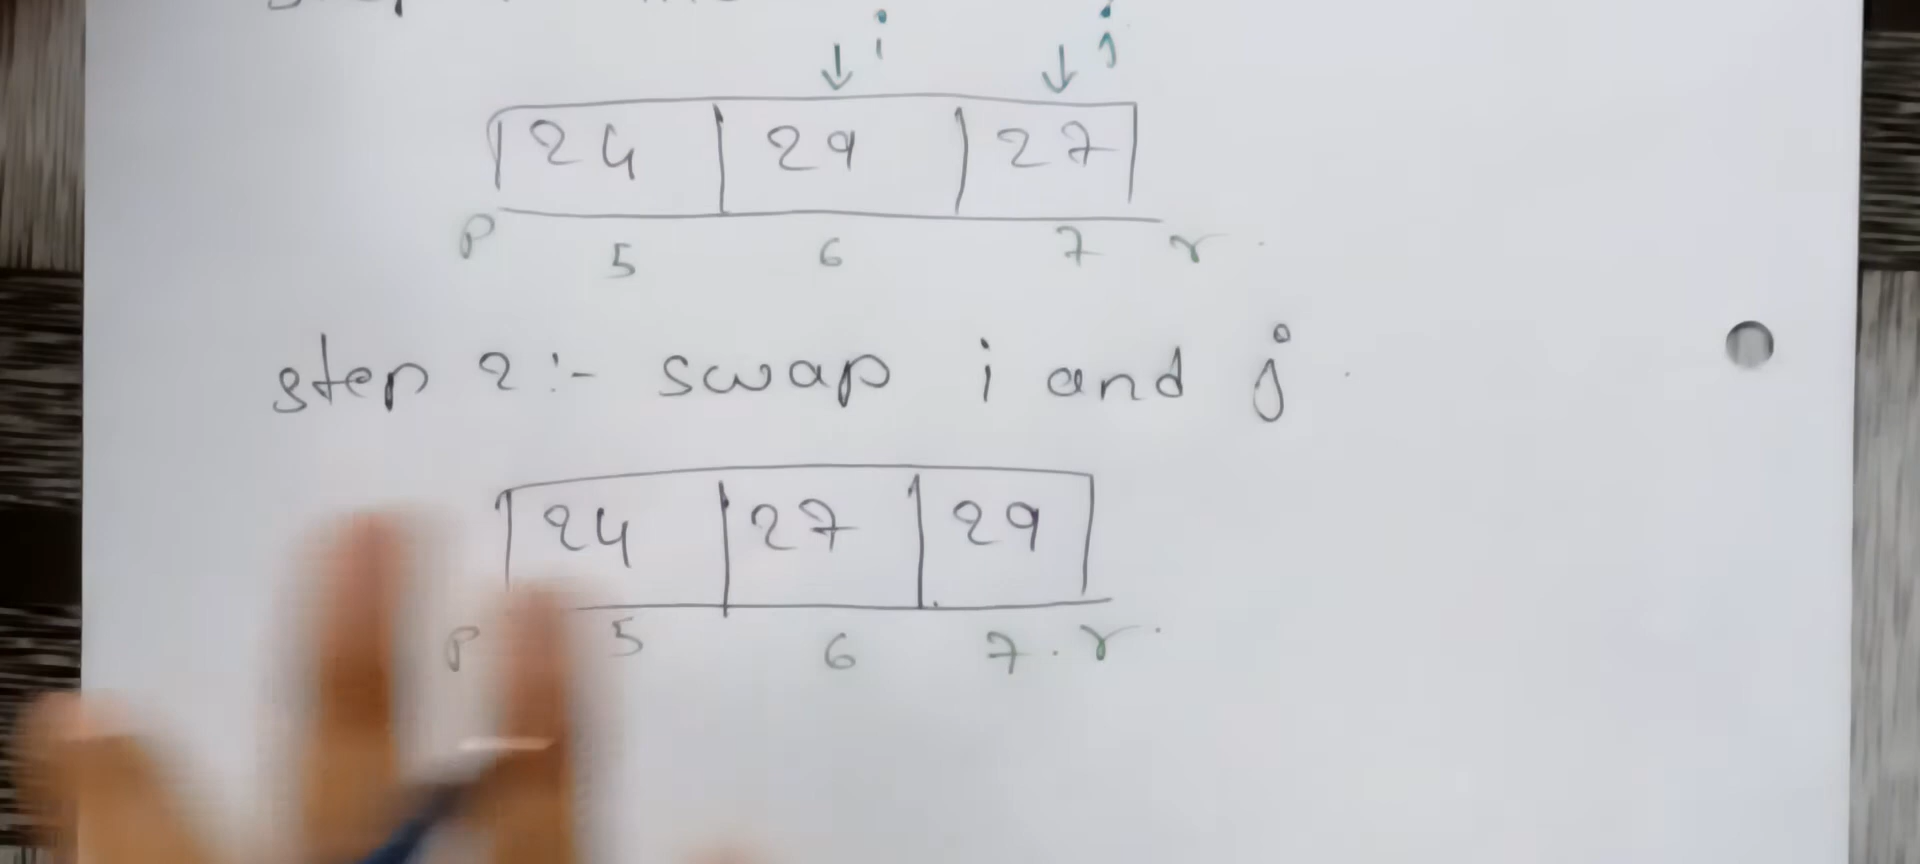 i j
24 29 27
p 5 6 7 r
step 2:- swap i and j
24 27 29
p 5 6 7 r